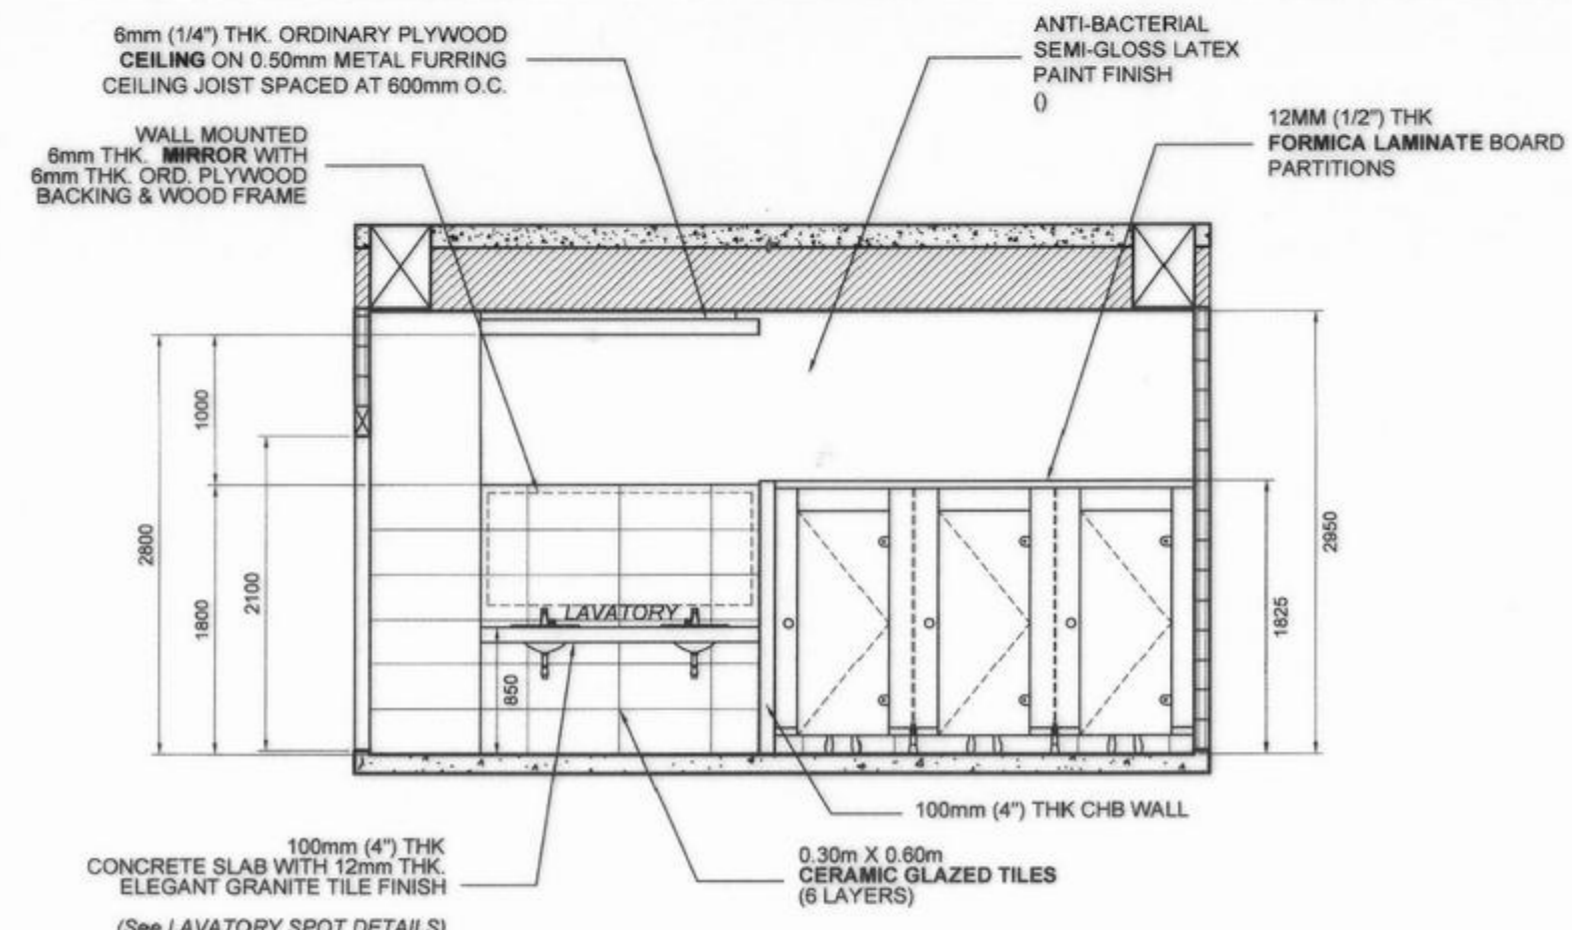 6mm (1/4") THK. ORDINARY PLYWOOD
CEILING ON 0.50mm METAL FURRING
CEILING JOIST SPACED AT 600mm O.C.
WALL MOUNTED
6mm THK. MIRROR WITH
6mm THK. ORD. PLYWOOD
BACKING & WOOD FRAME
ANTI-BACTERIAL
SEMI-GLOSS LATEX
PAINT FINISH
()
12MM (1/2") THK
FORMICA LAMINATE BOARD
PARTITIONS
2800
1000
1800
2100
850
LAVATORY
1825
2950
100mm (4") THK CHB WALL
0.30m X 0.60m
CERAMIC GLAZED TILES
(6 LAYERS)
100mm (4") THK
CONCRETE SLAB WITH 12mm THK.
ELEGANT GRANITE TILE FINISH
(See LAVATORY SPOT DETAILS)